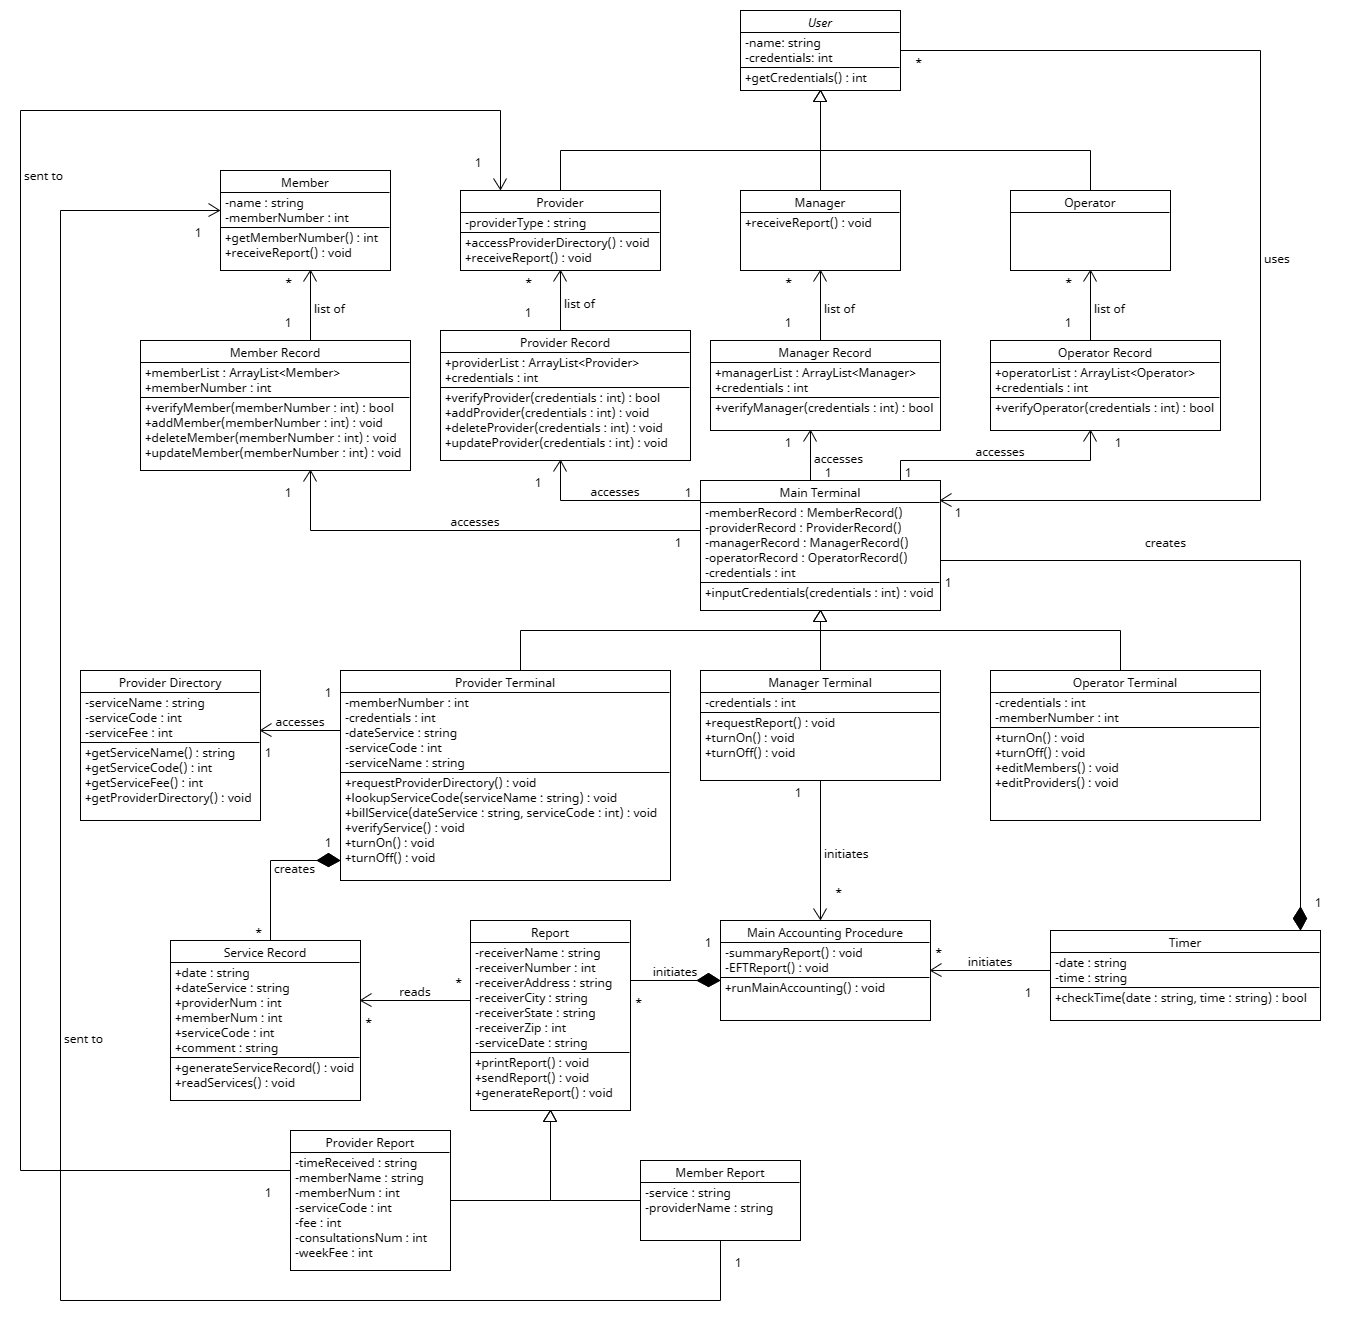 User
-name: string
-credentials: int
+getCredentials() : int
*
uses
1
sent to
1
Member
-name : string
-memberNumber : int
+getMemberNumber() : int
+receiveReport() : void
1
Provider
-providerType : string
+accessProviderDirectory() : void
+receiveReport() : void
Manager
+receiveReport() : void
Operator
*
list of
1
*
list of
1
*
list of
1
*
list of
1
Member Record
+memberList : ArrayList<Member>
+memberNumber : int
+verifyMember(memberNumber : int) : bool
+addMember(memberNumber : int) : void
+deleteMember(memberNumber : int) : void
+updateMember(memberNumber : int) : void
Provider Record
+providerList : ArrayList<Provider>
+credentials : int
+verifyProvider(credentials : int) : bool
+addProvider(credentials : int) : void
+deleteProvider(credentials : int) : void
+updateProvider(credentials : int) : void
Manager Record
+managerList : ArrayList<Manager>
+credentials : int
+verifyManager(credentials : int) : bool
Operator Record
+operatorList : ArrayList<Operator>
+credentials : int
+verifyOperator(credentials : int) : bool
1
accesses
1
1
accesses
1
1
accesses
1
1
accesses
1
Main Terminal
-memberRecord : MemberRecord()
-providerRecord : ProviderRecord()
-managerRecord : ManagerRecord()
-operatorRecord : OperatorRecord()
-credentials : int
+inputCredentials(credentials : int) : void
creates
1
Provider Directory
-serviceName : string
-serviceCode : int
-serviceFee : int
+getServiceName() : string
+getServiceCode() : int
+getServiceFee() : int
+getProviderDirectory() : void
1
accesses
1
Provider Terminal
-memberNumber : int
-credentials : int
-dateService : string
-serviceCode : int
-serviceName : string
+requestProviderDirectory() : void
+lookupServiceCode(serviceName : string) : void
+billService(dateService : string, serviceCode : int) : void
+verifyService() : void
+turnOn() : void
+turnOff() : void
Manager Terminal
-credentials : int
+requestReport() : void
+turnOn() : void
+turnOff() : void
Operator Terminal
-credentials : int
-memberNumber : int
+turnOn() : void
+turnOff() : void
+editMembers() : void
+editProviders() : void
1
creates
*
1
initiates
*
1
Service Record
+date : string
+dateService : string
+providerNum : int
+memberNum : int
+serviceCode : int
+comment : string
+generateServiceRecord() : void
+readServices() : void
*
reads
*
Report
-receiverName : string
-receiverNumber : int
-receiverAddress : string
-receiverCity : string
-receiverState : string
-receiverZip : int
-serviceDate : string
+printReport() : void
+sendReport() : void
+generateReport() : void
1
initiates
*
Main Accounting Procedure
-summaryReport() : void
-EFTReport() : void
+runMainAccounting() : void
*
initiates
1
Timer
-date : string
-time : string
+checkTime(date : string, time : string) : bool
sent to
1
Provider Report
-timeReceived : string
-memberName : string
-memberNum : int
-serviceCode : int
-fee : int
-consultationsNum : int
-weekFee : int
Member Report
-service : string
-providerName : string
1